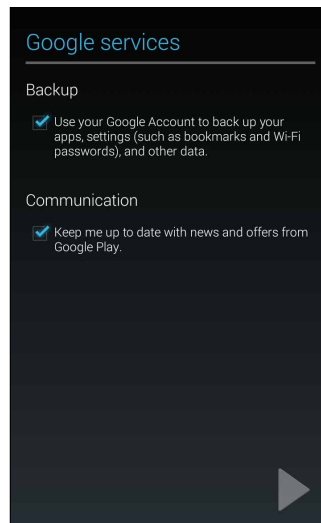 Google services
Backup
Use your Google Account to back up your
apps, settings (such as bookmarks and Wi-Fi
passwords), and other data.
Communication
Keep me up to date with news and offers from
Google Play.